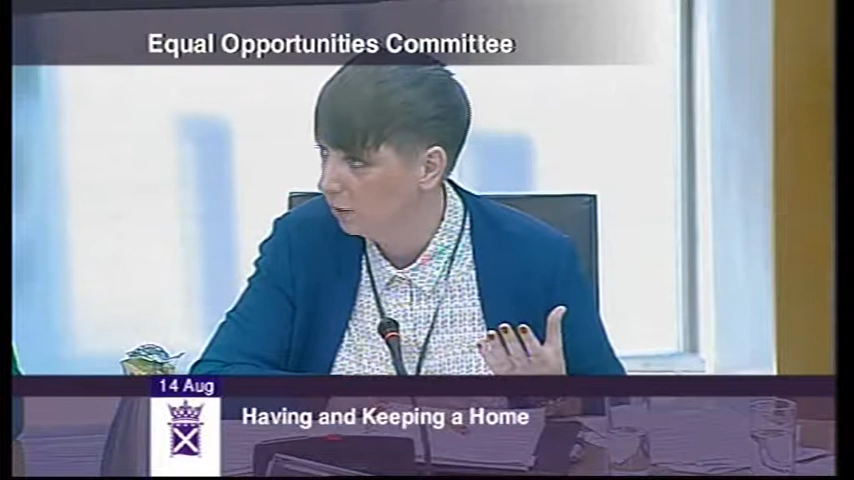 Equal Opportunities Committee
14 Aug
Having and Keeping a Home